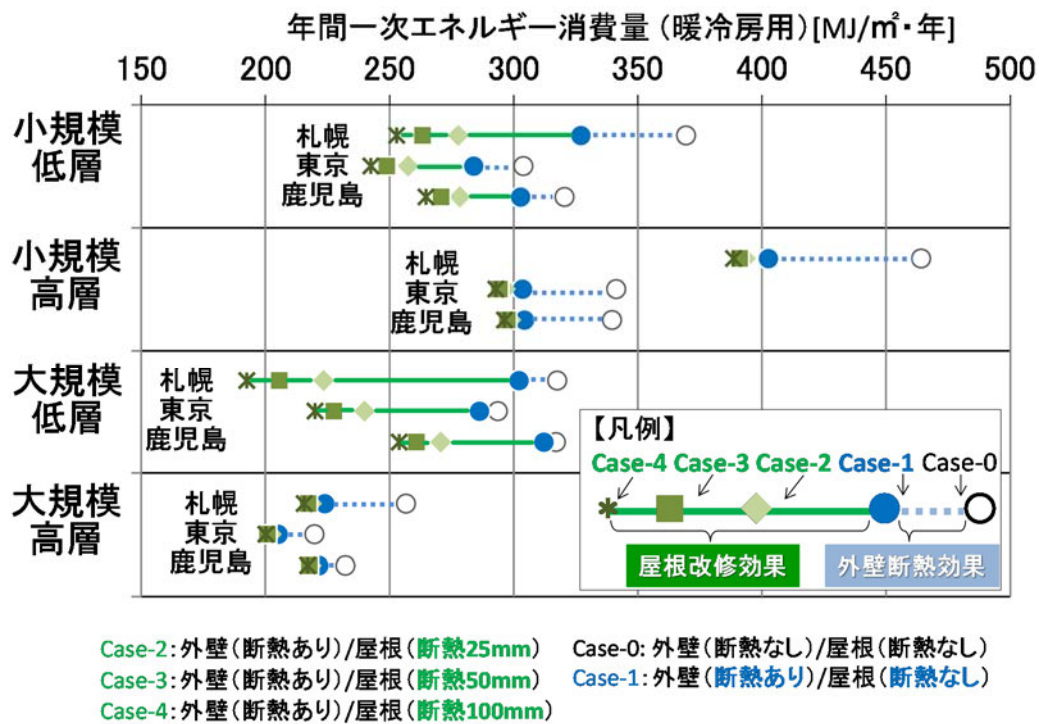 年間一次エネルギー消費量（暖冷房用）[MJ/㎡・年]
150 200 250 300 350 400 450 500
小規模
低層
札幌
東京
鹿児島
小規模
高層
札幌
東京
鹿児島
大規模
低層
札幌
東京
鹿児島
大規模
高層
札幌
東京
鹿児島
【凡例】
Case-4 Case-3 Case-2 Case-1 Case-0
屋根改修効果 外壁断熱効果
Case-2：外壁（断熱あり）/屋根（断熱25mm）
Case-3：外壁（断熱あり）/屋根（断熱50mm）
Case-4：外壁（断熱あり）/屋根（断熱100mm）
Case-0: 外壁（断熱なし）/屋根（断熱なし）
Case-1: 外壁（断熱あり）/屋根（断熱なし）